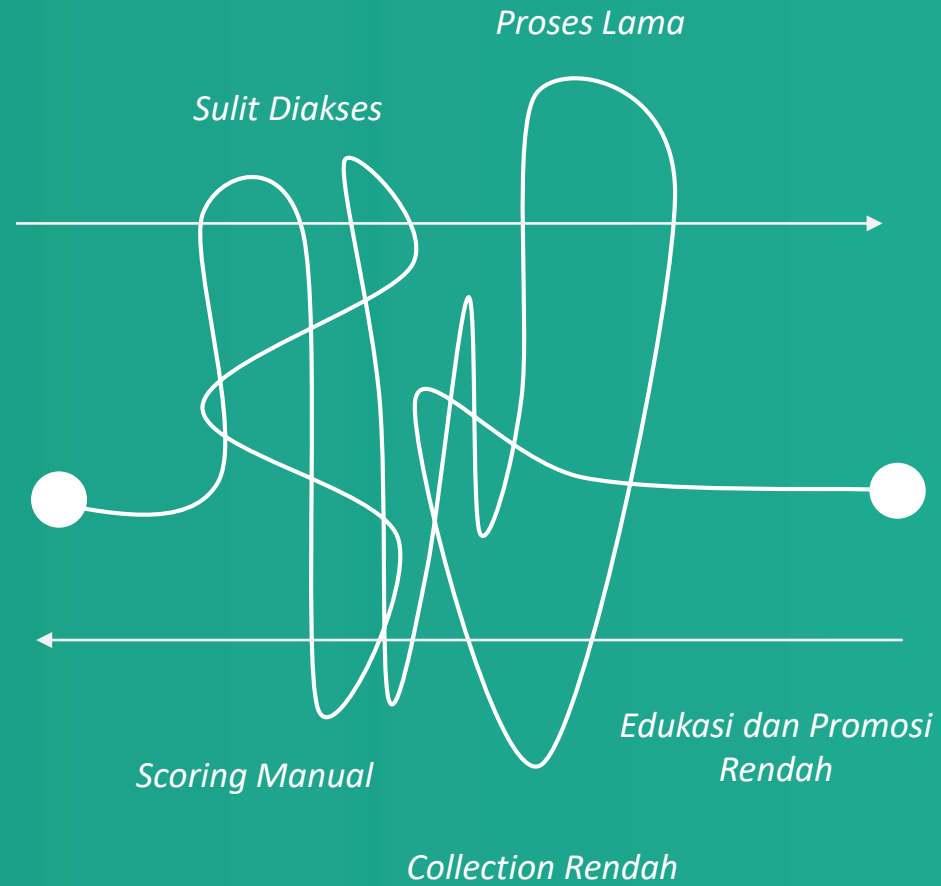 Proses Lama
Sulit Diakses
Edukasi dan Promosi
Rendah
Scoring Manual
Collection Rendah